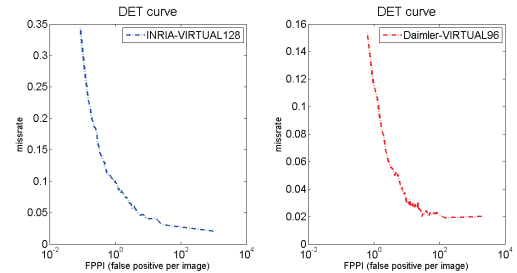 DET curve
0.35
0.3
0.25
0.2
0.15
0.1
0.05
0
missrate
INRIA-VIRTUAL128
10^-2 10^0 10^2 10^4
FPPI (false positive per image)
DET curve
0.16
0.14
0.12
0.1
0.08
0.06
0.04
0.02
0
missrate
Daimler-VIRTUAL96
10^-2 10^0 10^2 10^4
FPPI (false positive per image)